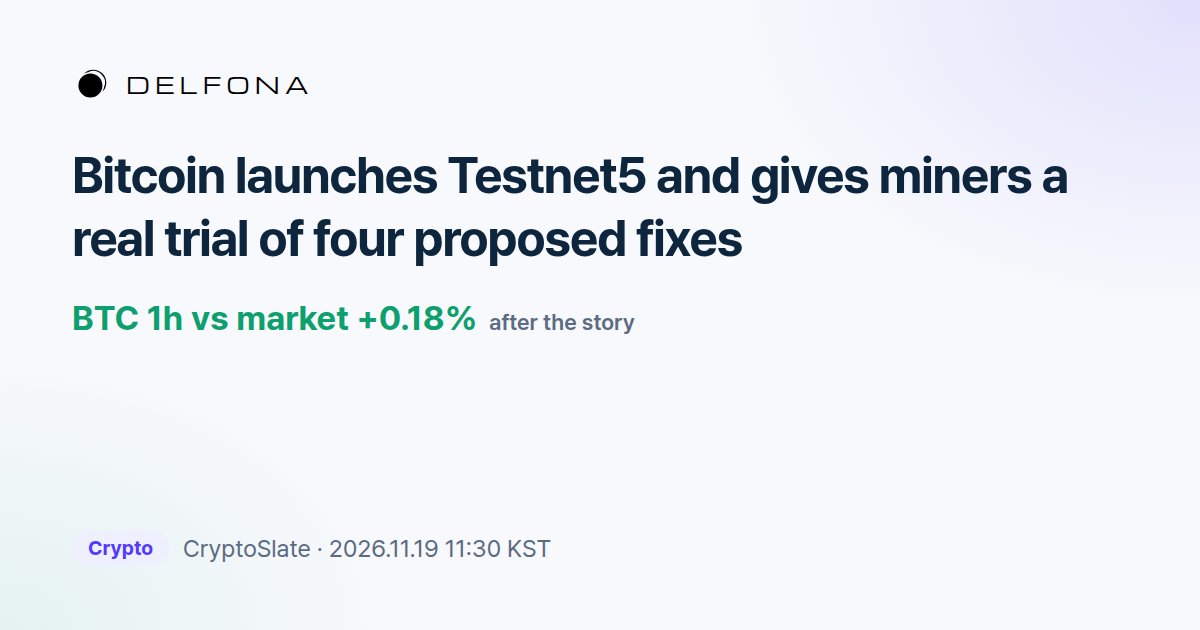 DELFONA
Bitcoin launches Testnet5 and gives miners a
real trial of four proposed fixes
BTC 1h vs market +0.18% after the story
Crypto CryptoSlate · 2026.11.19 11:30 KST